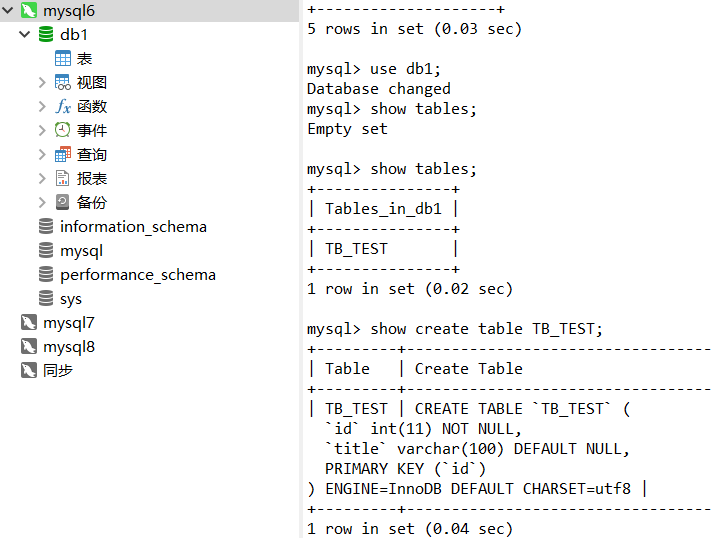 mysql6
db1
表
视图
函数
事件
查询
报表
备份
information_schema
mysql
performance_schema
sys
mysql7
mysql8
同步
+-------------------+
5 rows in set (0.03 sec)
mysql> use db1;
Database changed
mysql> show tables;
Empty set
mysql> show tables;
+---------------+
| Tables_in_db1 |
+---------------+
| TB_TEST       |
+---------------+
1 row in set (0.02 sec)
mysql> show create table TB_TEST;
+---------+----------------------------------
| Table   | Create Table
+---------+----------------------------------
| TB_TEST | CREATE TABLE `TB_TEST` (
  `id` int(11) NOT NULL,
  `title` varchar(100) DEFAULT NULL,
  PRIMARY KEY (`id`)
) ENGINE=InnoDB DEFAULT CHARSET=utf8 |
+---------+----------------------------------
1 row in set (0.04 sec)